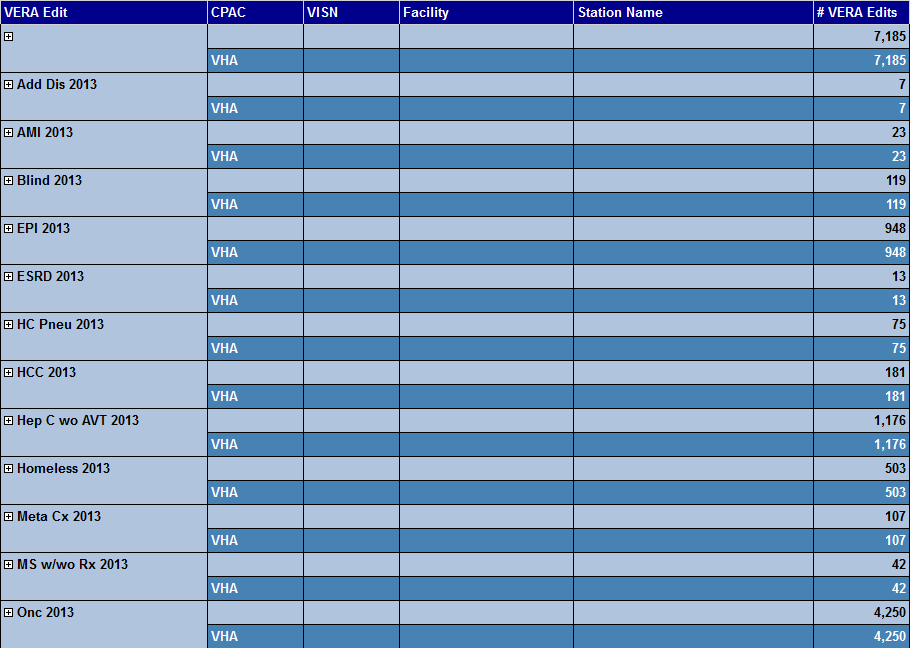 VERA Edit CPAC VISN Facility Station Name # VERA Edits
7,185
VHA 7,185
Add Dis 2013 7
VHA 7
AMI 2013 23
VHA 23
Blind 2013 119
VHA 119
EPI 2013 948
VHA 948
ESRD 2013 13
VHA 13
HC Pneu 2013 75
VHA 75
HCC 2013 181
VHA 181
Hep C wo AVT 2013 1,176
VHA 1,176
Homeless 2013 503
VHA 503
Meta Cx 2013 107
VHA 107
MS w/wo Rx 2013 42
VHA 42
Onc 2013 4,250
VHA 4,250